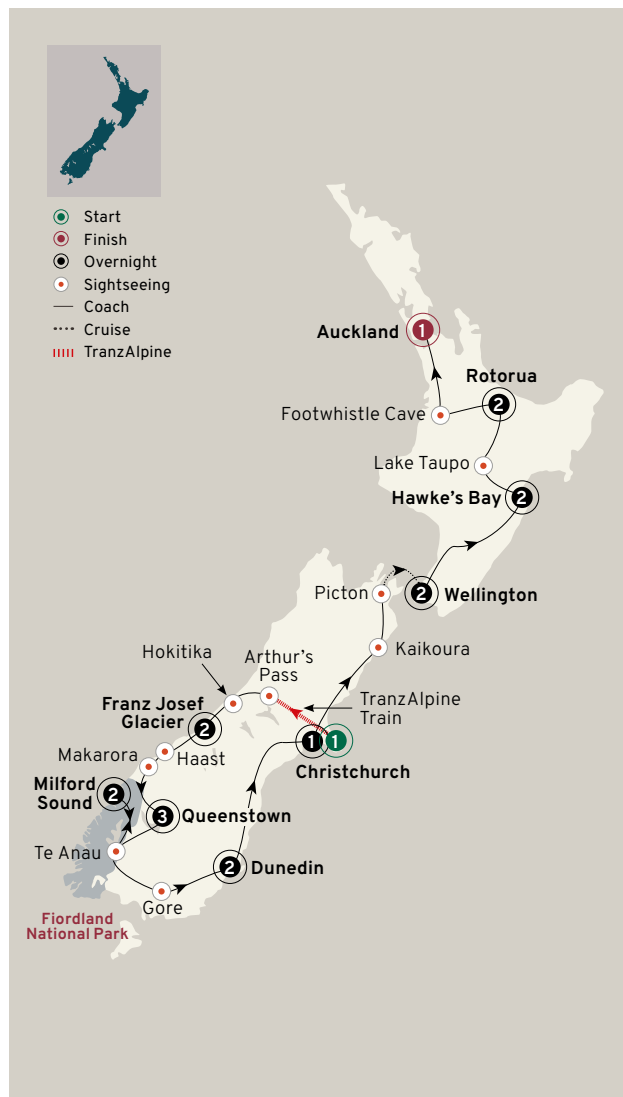 Start
Finish
Overnight
Sightseeing
Coach
Cruise
TranzAlpine
Auckland
1
Rotorua
2
Footwhistle Cave
Lake Taupo
Hawke's Bay
2
Picton
2
Wellington
Kaikoura
Hokitika
Arthur's
Pass
TranzAlpine
Train
Franz Josef
Glacier
2
1
1
Christchurch
Haast
Makarora
Milford
Sound
2
3
Queenstown
Te Anau
2
Dunedin
Gore
Fiordland
National Park